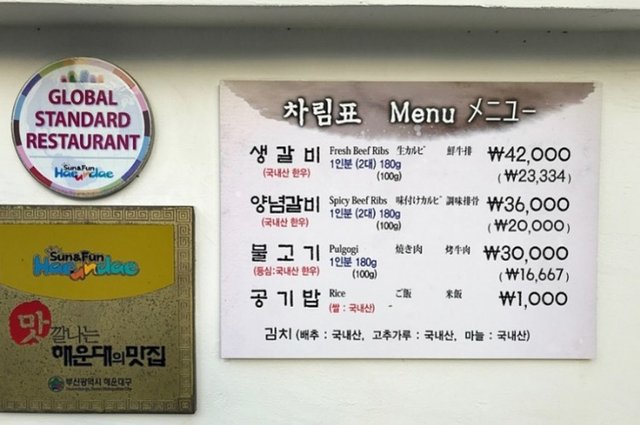 GLOBAL
STANDARD
RESTAURANT
Sun&Fun
Haeundae
Sun&Fun
Haeundae
맛깔나는
해운대의맛집
부산광역시 해운대구
차림표 Menu メニュー
생갈비 Fresh Beef Ribs 生カルビ 鮮牛排 ₩42,000
(국내산 한우) 1인분 (2대) 180g
(100g) (₩23,334)
양념갈비 Spicy Beef Ribs 味付けカルビ 調味排骨 ₩36,000
(국내산 한우) 1인분 (2대) 180g
(100g) (₩20,000)
불고기 Pulgogi 焼き肉 烤牛肉 ₩30,000
(등심:국내산 한우) 1인분 180g
(100g) (₩16,667)
공기밥 Rice ご飯 米飯 ₩1,000
(쌀 : 국내산)
김치 (배추 : 국내산, 고추가루 : 국내산, 마늘 : 국내산)